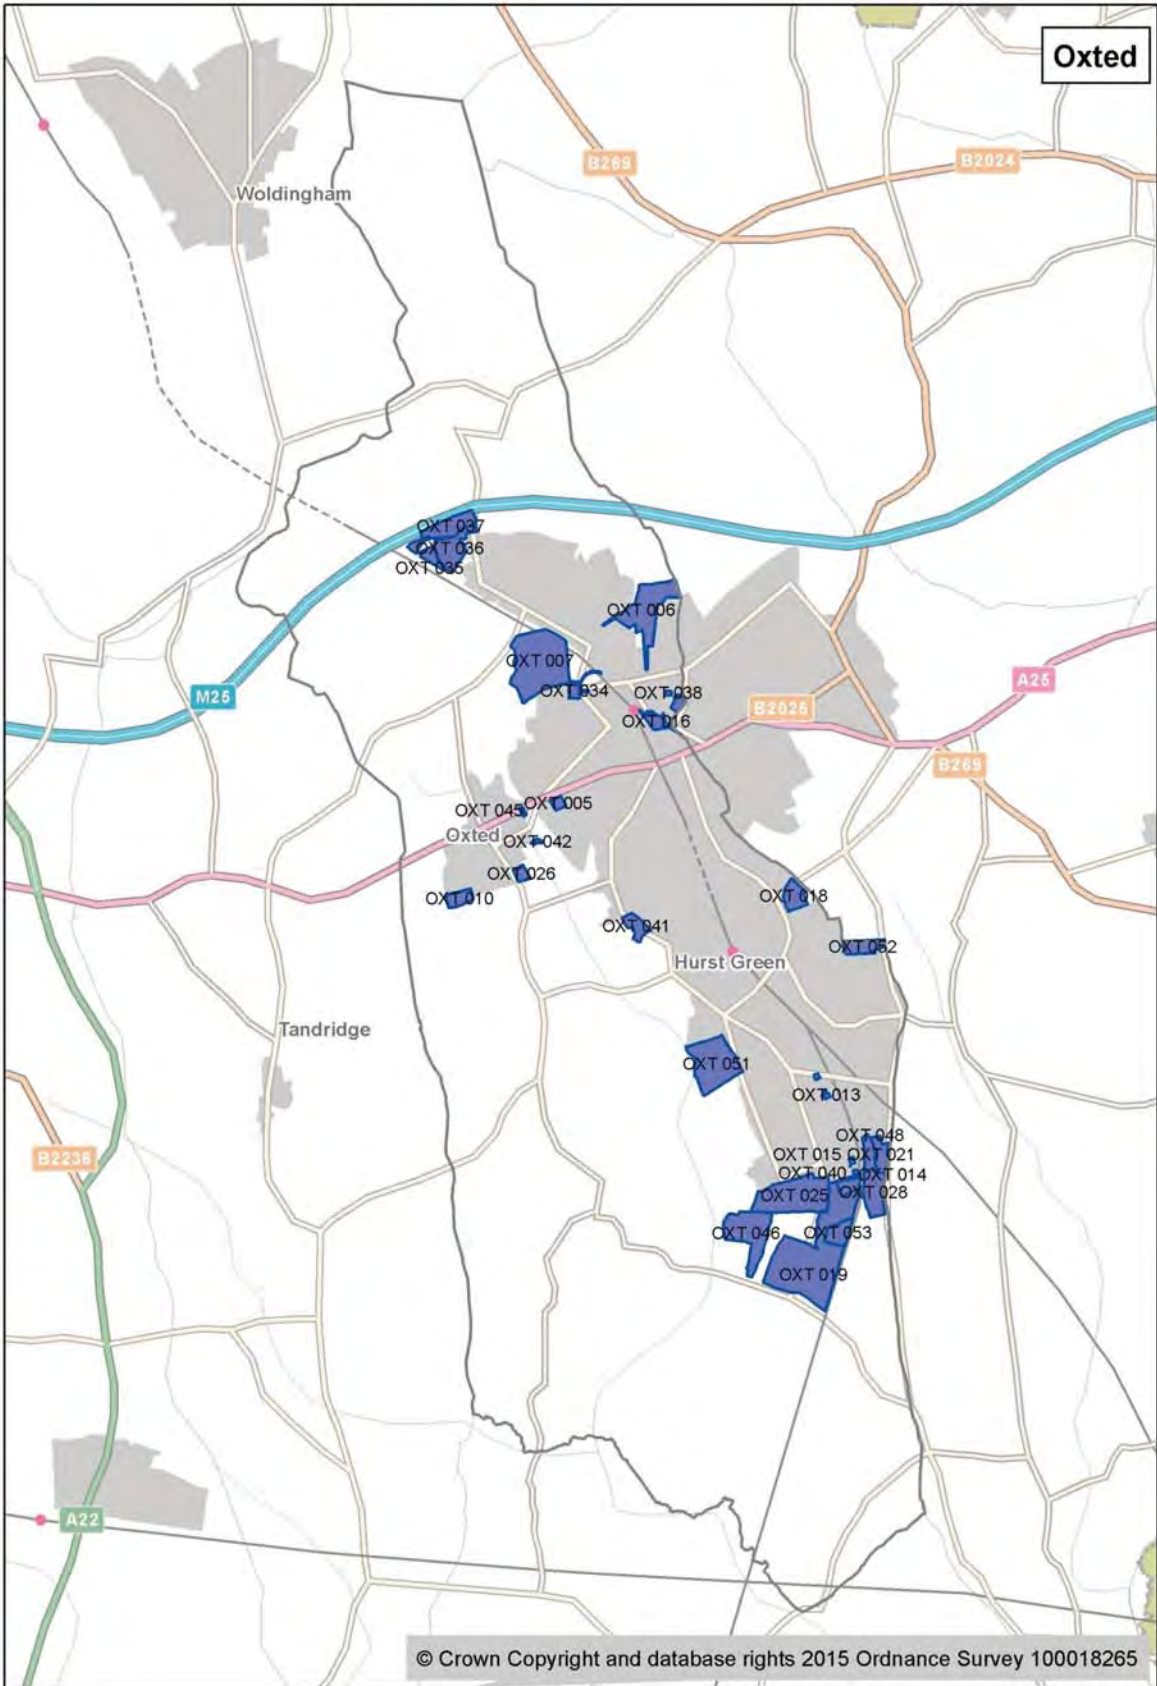 Oxted
B269
B2024
Woldingham
OXT 037
OXT 036
OXT 035
OXT 006
OXT 007
A25
OXT 034
OXT 038
M25
B2025
OXT 016
B269
OXT 005
OXT 045
Oxted
OXT 042
OXT 026
OXT 018
OXT 010
OXT 041
OXT 052
Hurst Green
Tandridge
OXT 051
OXT 013
OXT 048
B2236
OXT 015
OXT 021
OXT 040
OXT 014
OXT 025
OXT 028
OXT 046
OXT 053
OXT 019
A22
© Crown Copyright and database rights 2015 Ordnance Survey 100018265